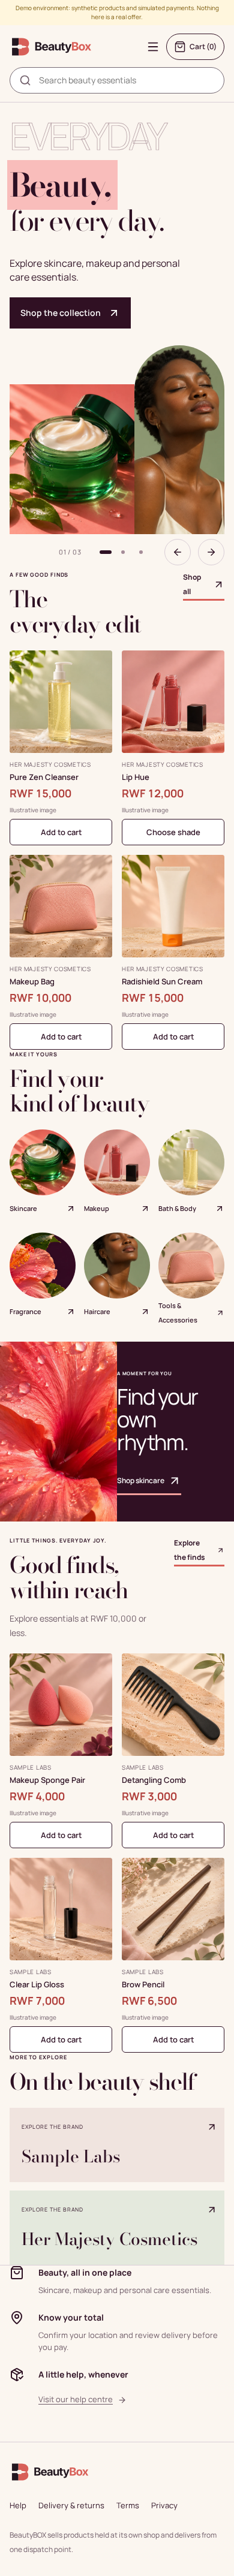 Demo environment: synthetic products and simulated payments. Nothing
here is a real offer.
BeautyBox
Cart (0)
Search beauty essentials
EVERYDAY
Beauty.
for every day.
Explore skincare, makeup and personal
care essentials.
Shop the collection
01 / 03
A FEW GOOD FINDS
The
everyday edit
Shop
all
HER MAJESTY COSMETICS
Pure Zen Cleanser
RWF 15,000
Illustrative image
Add to cart
HER MAJESTY COSMETICS
Lip Hue
RWF 12,000
Illustrative image
Choose shade
HER MAJESTY COSMETICS
Makeup Bag
RWF 10,000
Illustrative image
Add to cart
HER MAJESTY COSMETICS
Radishield Sun Cream
RWF 15,000
Illustrative image
Add to cart
MAKE IT YOURS
Find your
kind of beauty
Skincare
Makeup
Bath & Body
Fragrance
Haircare
Tools &
Accessories
A MOMENT FOR YOU
Find your
own
rhythm.
Shop skincare
LITTLE THINGS. EVERYDAY JOY.
Good finds,
within reach
Explore essentials at RWF 10,000 or
less.
Explore
the finds
SAMPLE LABS
Makeup Sponge Pair
RWF 4,000
Illustrative image
Add to cart
SAMPLE LABS
Detangling Comb
RWF 3,000
Illustrative image
Add to cart
SAMPLE LABS
Clear Lip Gloss
RWF 7,000
Illustrative image
Add to cart
SAMPLE LABS
Brow Pencil
RWF 6,500
Illustrative image
Add to cart
MORE TO EXPLORE
On the beauty shelf
EXPLORE THE BRAND
Sample Labs
EXPLORE THE BRAND
Her Majesty Cosmetics
Beauty, all in one place
Skincare, makeup and personal care essentials.
Know your total
Confirm your location and review delivery before
you pay.
A little help, whenever
Visit our help centre
BeautyBox
Help
Delivery & returns
Terms
Privacy
BeautyBOX sells products held at its own shop and delivers from
one dispatch point.